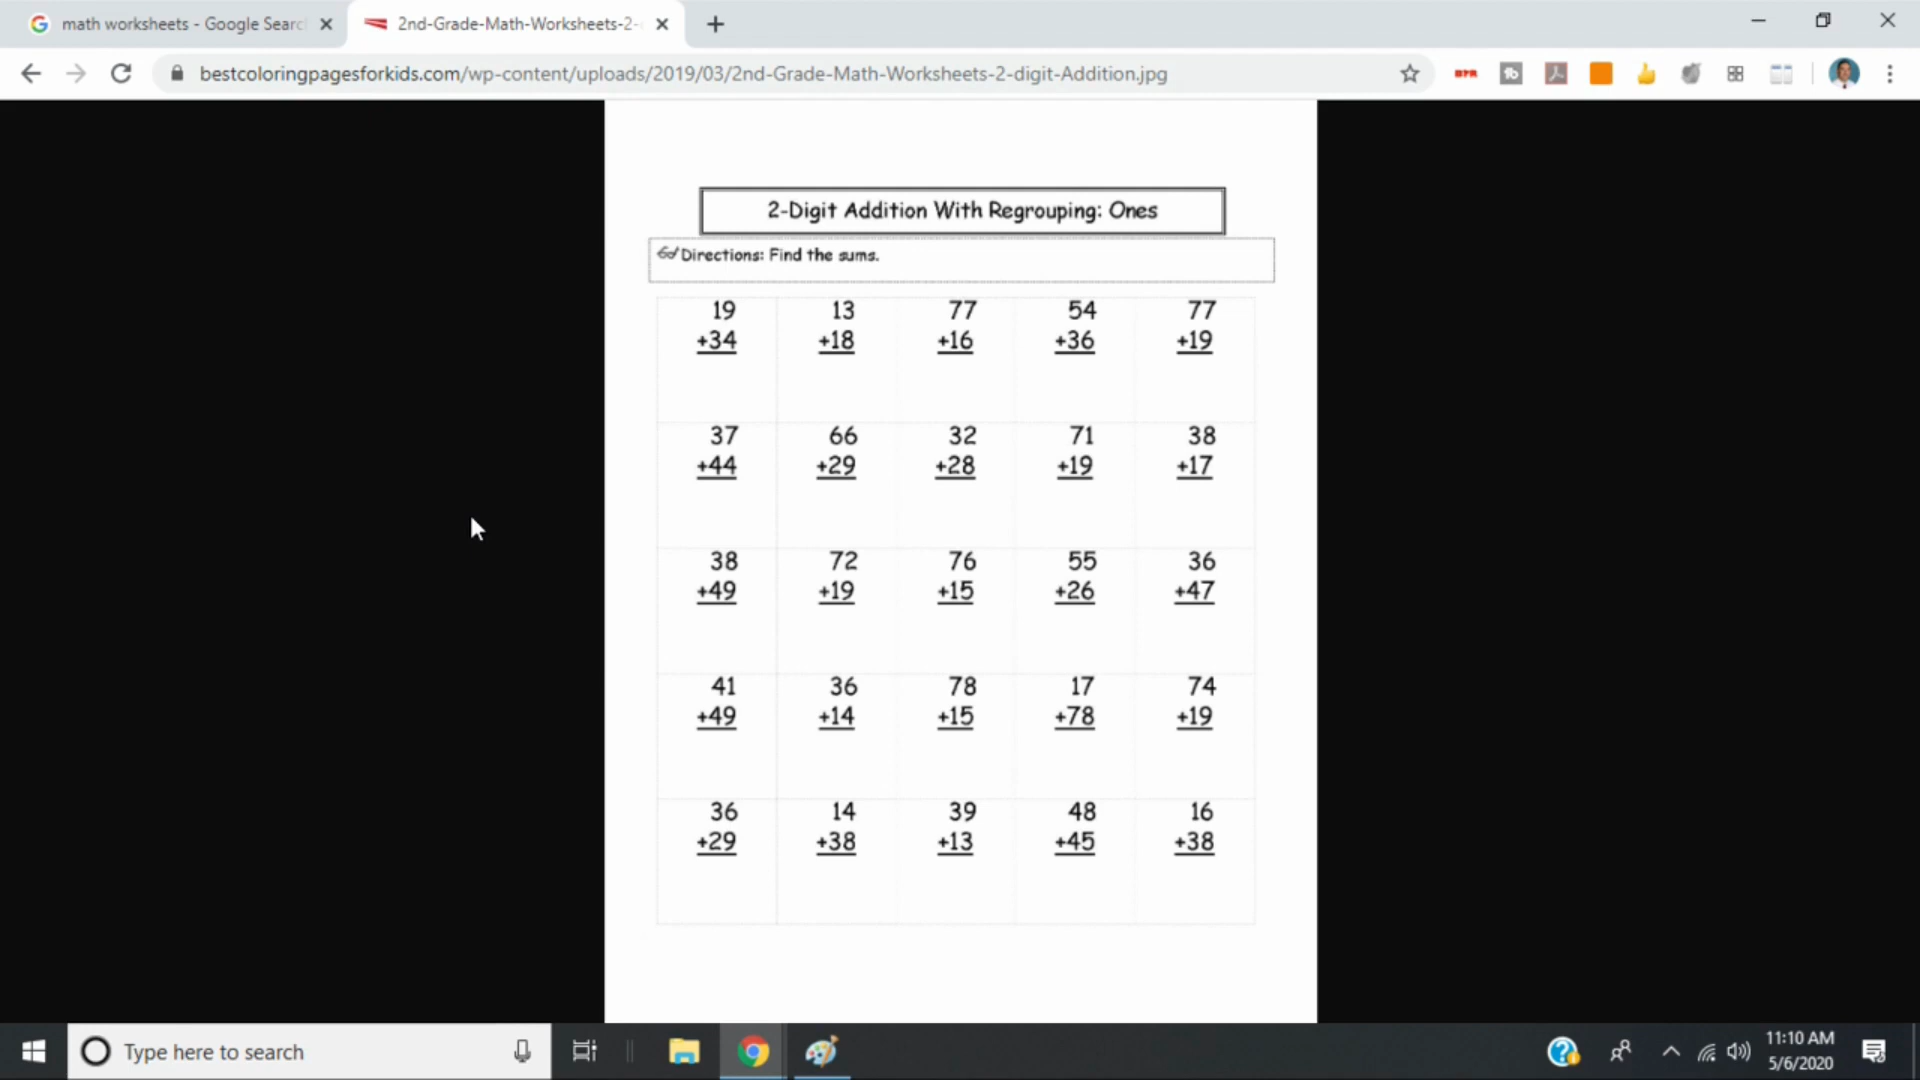 math worksheets - Google Searc
2nd-Grade-Math-Worksheets-2-
bestcoloringpagesforkids.com/wp-content/uploads/2019/03/2nd-Grade-Math-Worksheets-2-digit-Addition.jpg
2-Digit Addition With Regrouping: Ones
Directions: Find the sums.
19 13 77 54 77
+34 +18 +16 +36 +19
37 66 32 71 38
+44 +29 +28 +19 +17
38 72 76 55 36
+49 +19 +15 +26 +47
41 36 78 17 74
+49 +14 +15 +78 +19
36 14 39 48 16
+29 +38 +13 +45 +38
Type here to search
11:10 AM
5/6/2020